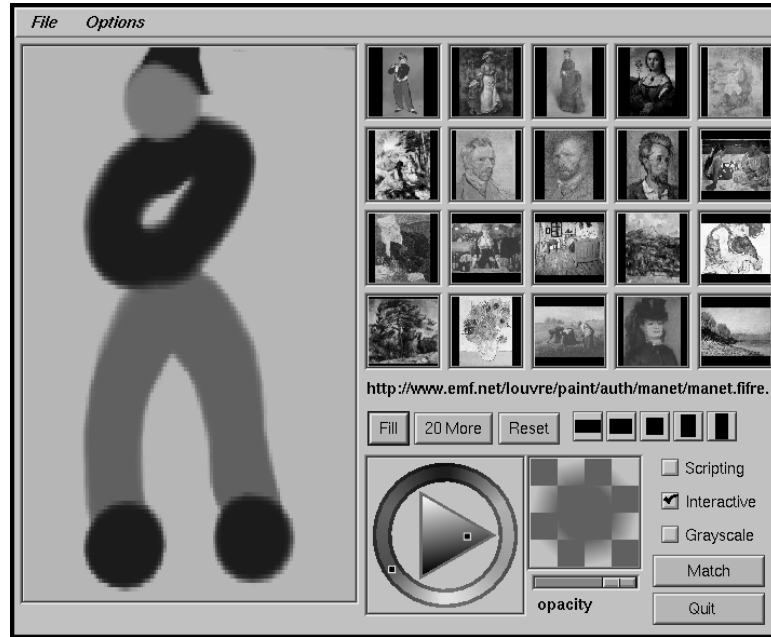 File Options
http://www.emf.net/louvre/paint/auth/manet/manet.fifre.
Fill 20 More Reset
Scripting
Interactive
Grayscale
Match
opacity
Quit